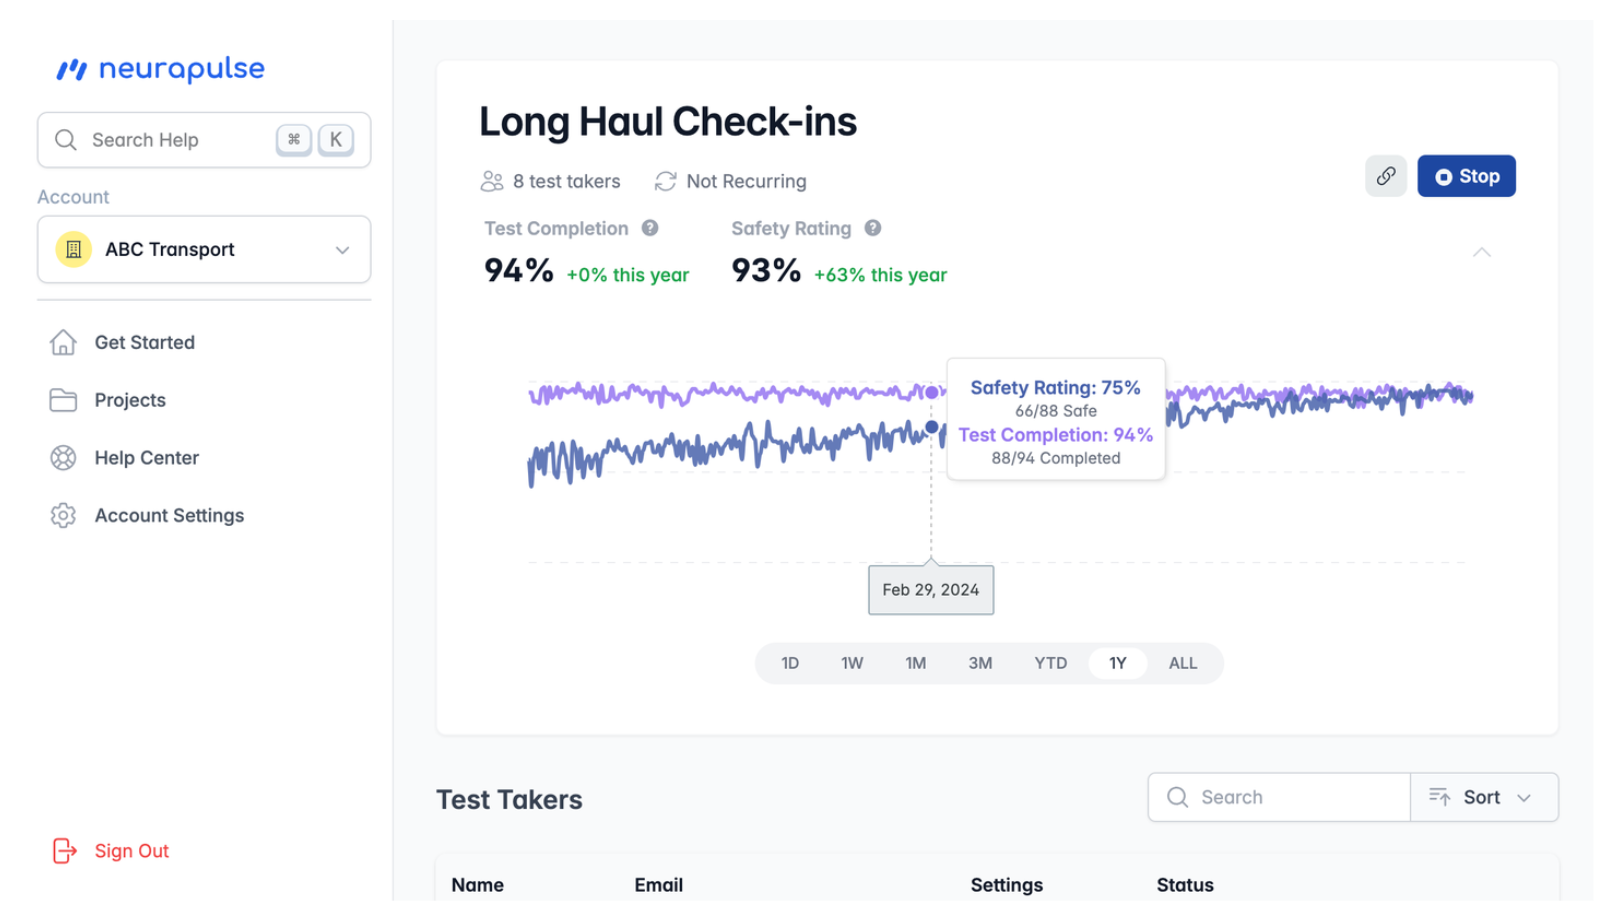 neurapulse
Search Help ⌘ K
Account
ABC Transport
Get Started
Projects
Help Center
Account Settings
Sign Out
Long Haul Check-ins
8 test takers Not Recurring
Stop
Test Completion ? Safety Rating ?
94% +0% this year 93% +63% this year
Safety Rating: 75%
66/88 Safe
Test Completion: 94%
88/94 Completed
Feb 29, 2024
1D 1W 1M 3M YTD 1Y ALL
Test Takers
Search Sort
Name Email Settings Status